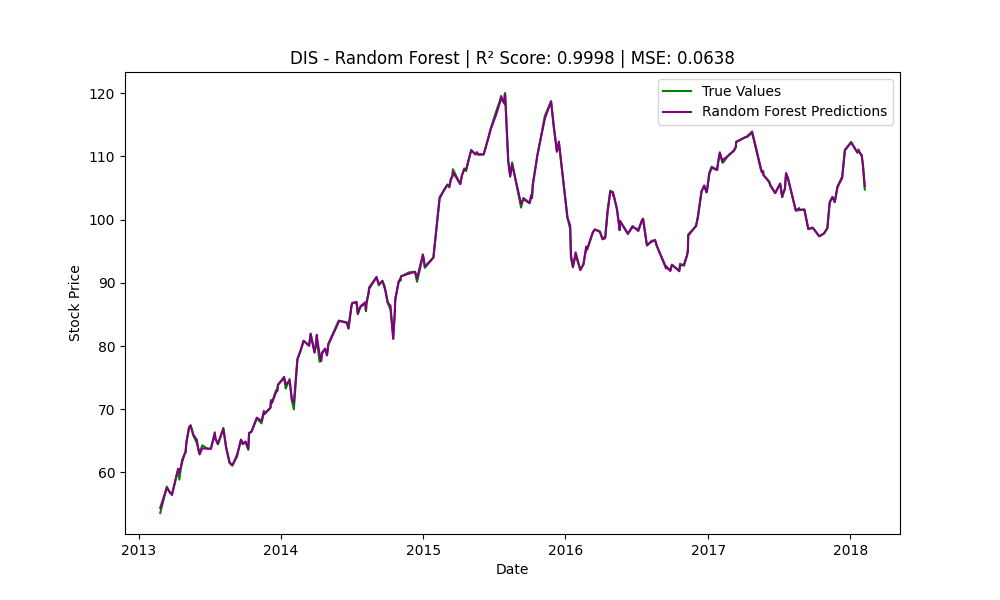 DIS - Random Forest | R² Score: 0.9998 | MSE: 0.0638
True Values
Random Forest Predictions
Stock Price
120
110
100
90
80
70
60
2013 2014 2015 2016 2017 2018
Date